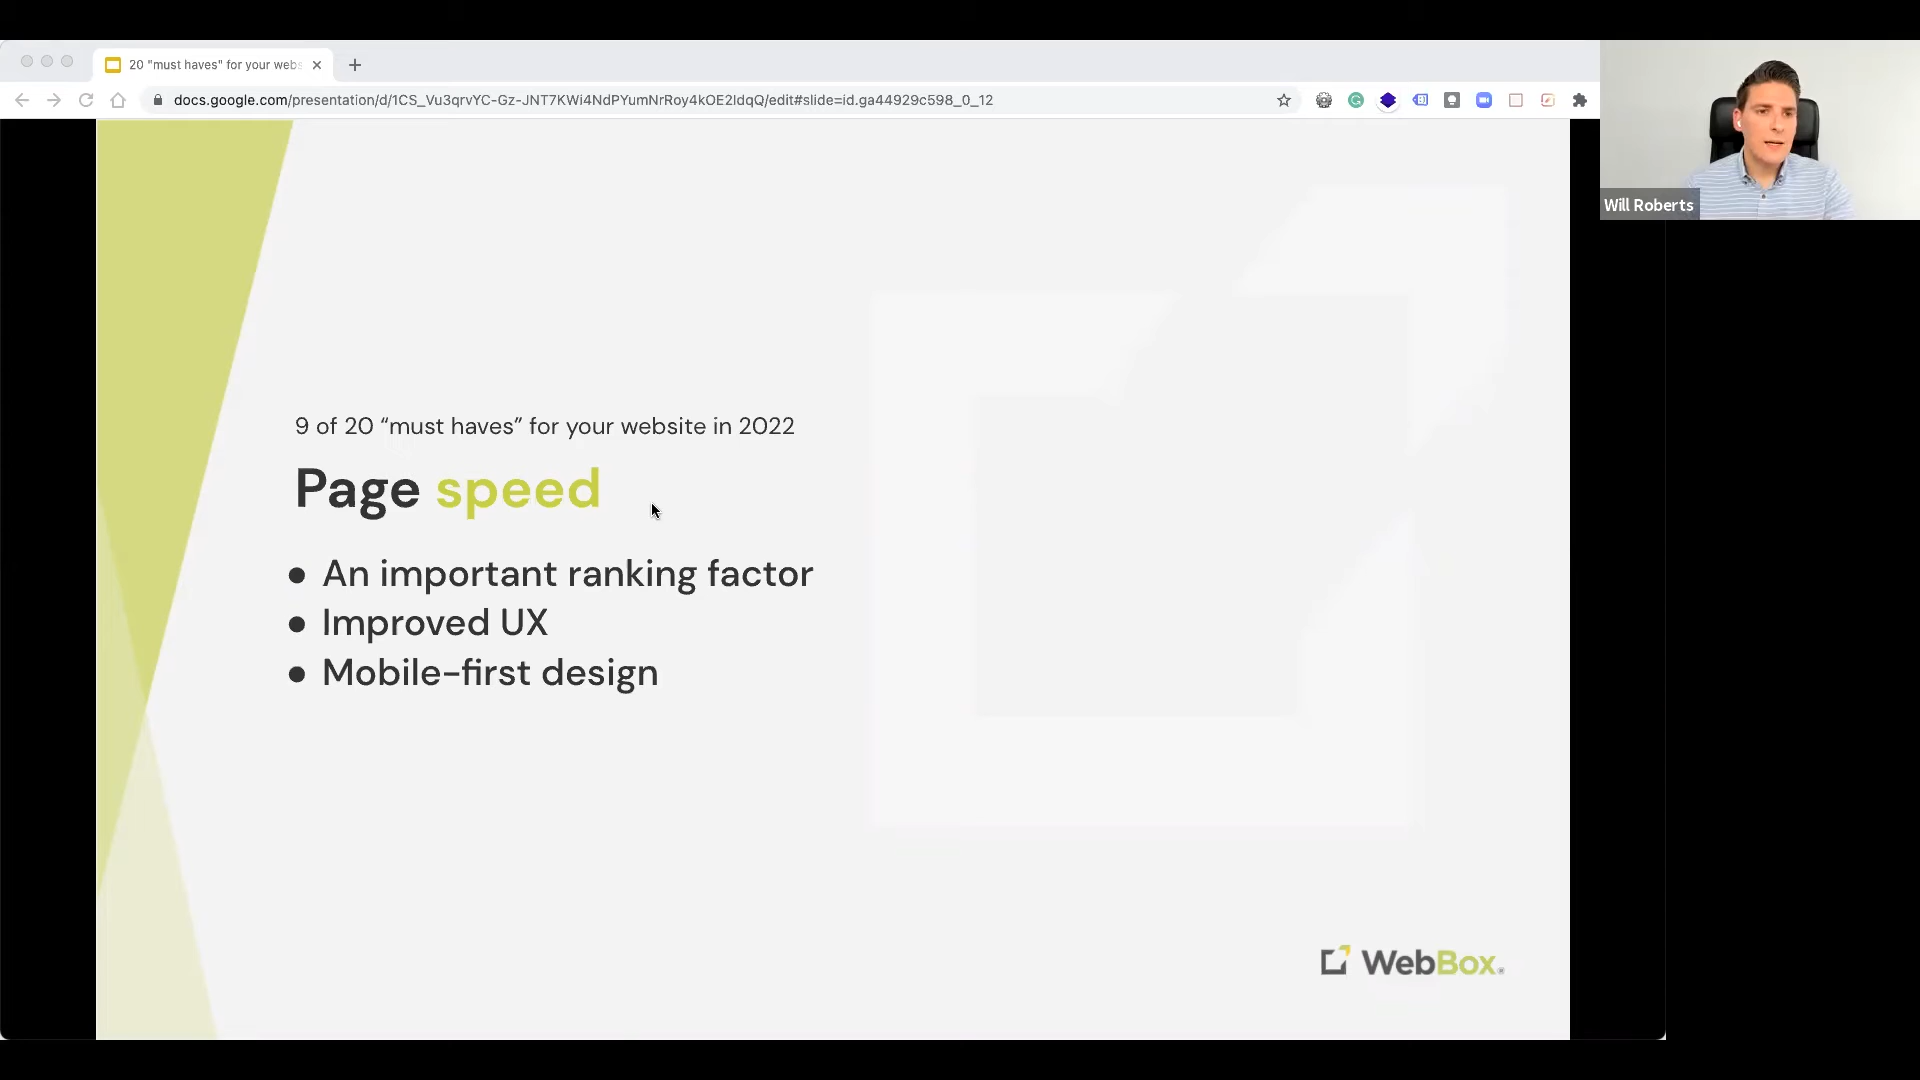 20 "must haves" for your webs
docs.google.com/presentation/d/1CS_Vu3qrvYC-Gz-JNT7KWi4NdPYumNrRoy4kOE2ldqQ/edit#slide=id.ga44929c598_0_12
Will Roberts
9 of 20 “must haves” for your website in 2022
Page speed
● An important ranking factor
● Improved UX
● Mobile-first design
WebBox®